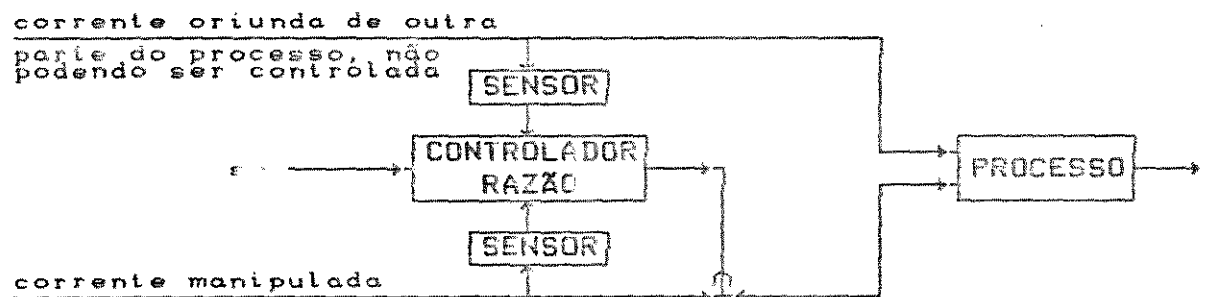 corrente oriunda de outra
parte do processo, não
podendo ser controlada
SENSOR
CONTROLADOR
RAZÃO
PROCESSO
SENSOR
corrente manipulada